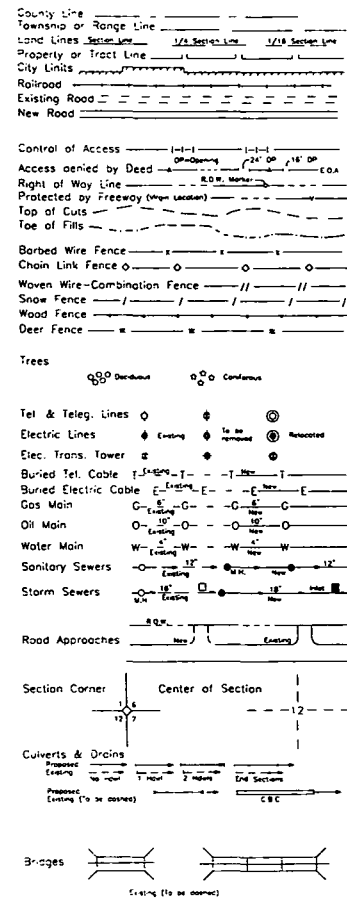 County Line
Township or Range Line
Land Lines Section Line 1/4 Section Line 1/16 Section Line
Property or Tract Line
City Limits
Railroad
Existing Road
New Road
Control of Access
OP=Opening 24' OP 16' OP
Access denied by Deed E.O.A
Right of Way Line R.O.W. Marker
Protected by Freeway (Virgin Location)
Top of Cuts
Toe of Fills
Barbed Wire Fence
Chain Link Fence
Woven Wire-Combination Fence
Snow Fence
Wood Fence
Deer Fence
Trees
Deciduous Coniferous
Tel & Teleg. Lines
Electric Lines Existing To be removed Relocated
Elec. Trans. Tower
Buried Tel. Cable T Existing T T New T
Buried Electric Cable E Existing E E New E
Gas Main G 6" Existing G G 6" New G
Oil Main O 10" Existing O O 10" New O
Water Main W 4" Existing W W 4" New W
Sanitary Sewers Existing 12" M.H. New 12"
Storm Sewers M.H. 18" Existing 18" New Inlet
R.O.W.
Road Approaches New Existing
Section Corner Center of Section
1 6
12 7
12
Culverts & Drains
Proposed
Existing
No Hdwl 1 Hdwl 2 Hdwls End Sections
Proposed
Existing (To be dashed) CBC
Bridges
Existing (To be dashed)